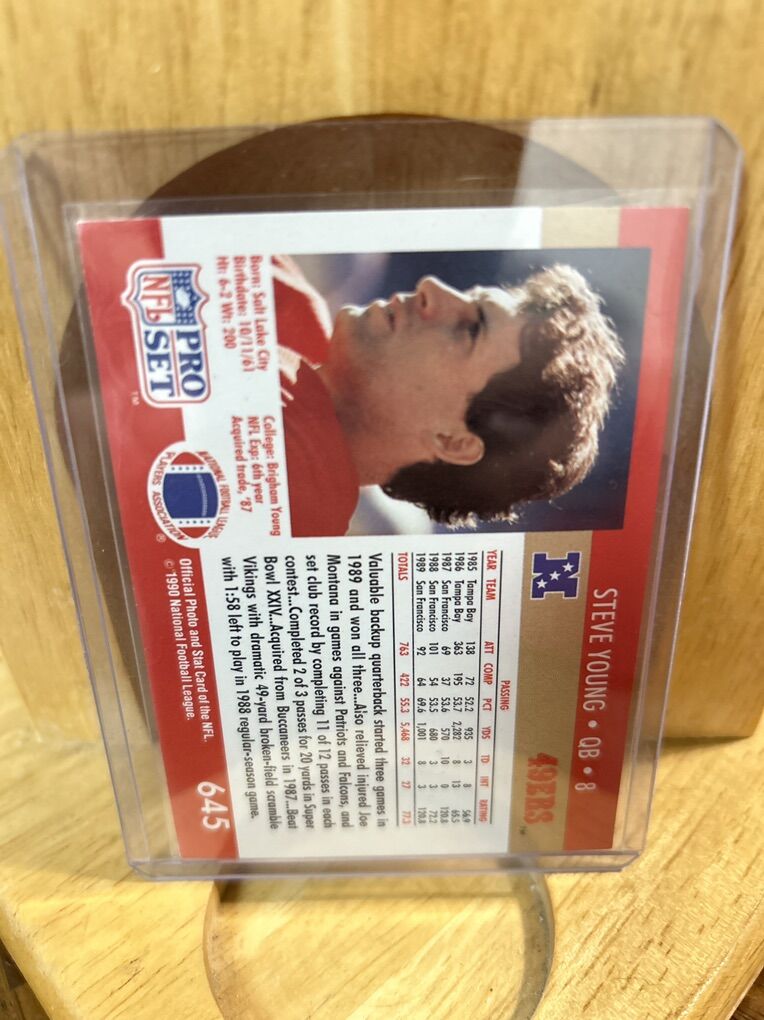 STEVE YOUNG • QB • 8
49ERS ™
N
PASSING
YEAR TEAM ATT COMP PCT YDS TD INT RATING
1985 Tampa Bay 138 72 52.2 935 3 8 56.9
1986 Tampa Bay 363 195 53.7 2,282 8 13 65.5
1987 San Francisco 69 37 53.6 570 10 0 120.8
1988 San Francisco 101 54 53.5 680 3 3 72.2
1989 San Francisco 92 64 69.6 1,001 8 3 120.8
TOTALS 763 422 55.3 5,468 32 27 77.3
Valuable backup quarterback started three games in
1989 and won all three...Also relieved injured Joe
Montana in games against Patriots and Falcons, and
set club record by completing 11 of 12 passes in each
contest...Completed 2 of 3 passes for 20 yards in Super
Bowl XXIV...Acquired from Buccaneers in 1987...Beat
Vikings with dramatic 49-yard broken-field scramble
with 1:58 left to play in 1988 regular-season game.
Born: Salt Lake City
Birthdate: 10/11/61
Ht: 6-2 Wt: 200
College: Brigham Young
NFL Exp: 6th year
Acquired trade, '87
PRO
NFL SET
TM
NATIONAL FOOTBALL LEAGUE
PLAYERS ASSOCIATION ®
Official Photo and Stat Card of the NFL.
© 1990 National Football League.
645